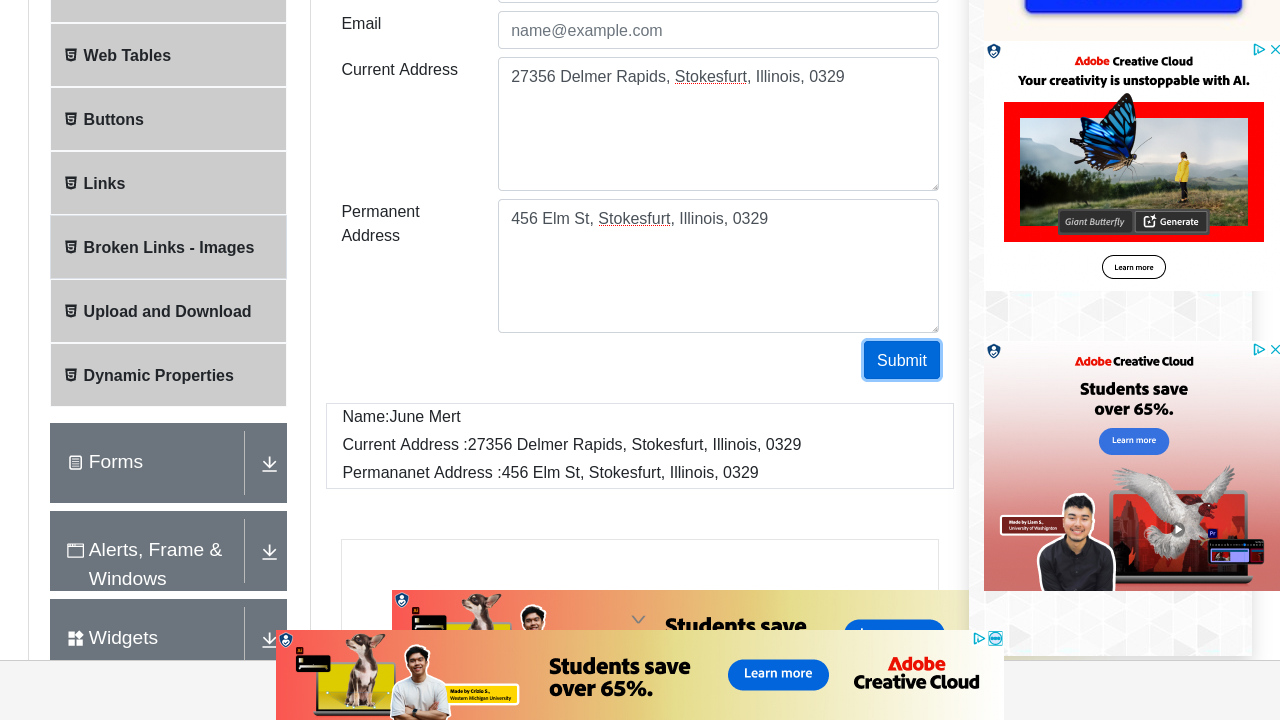 Email
name@example.com
Web Tables
Current Address
27356 Delmer Rapids, Stokesfurt, Illinois, 0329
Buttons
Links
Permanent
Address
456 Elm St, Stokesfurt, Illinois, 0329
Broken Links - Images
Upload and Download
Submit
Dynamic Properties
Name:June Mert
Current Address :27356 Delmer Rapids, Stokesfurt, Illinois, 0329
Permananet Address :456 Elm St, Stokesfurt, Illinois, 0329
Forms
Alerts, Frame &
Windows
Widgets
Adobe Creative Cloud
Your creativity is unstoppable with AI.
Giant Butterfly
Generate
Learn more
Adobe Creative Cloud
Students save
over 65%.
Learn more
Made by Liam S.,
University of Washignton
Pr
Students save
Ai
Students save
over 65%.
Made by Crizio S.,
Western Michigan University
Learn more
Adobe
Creative Cloud